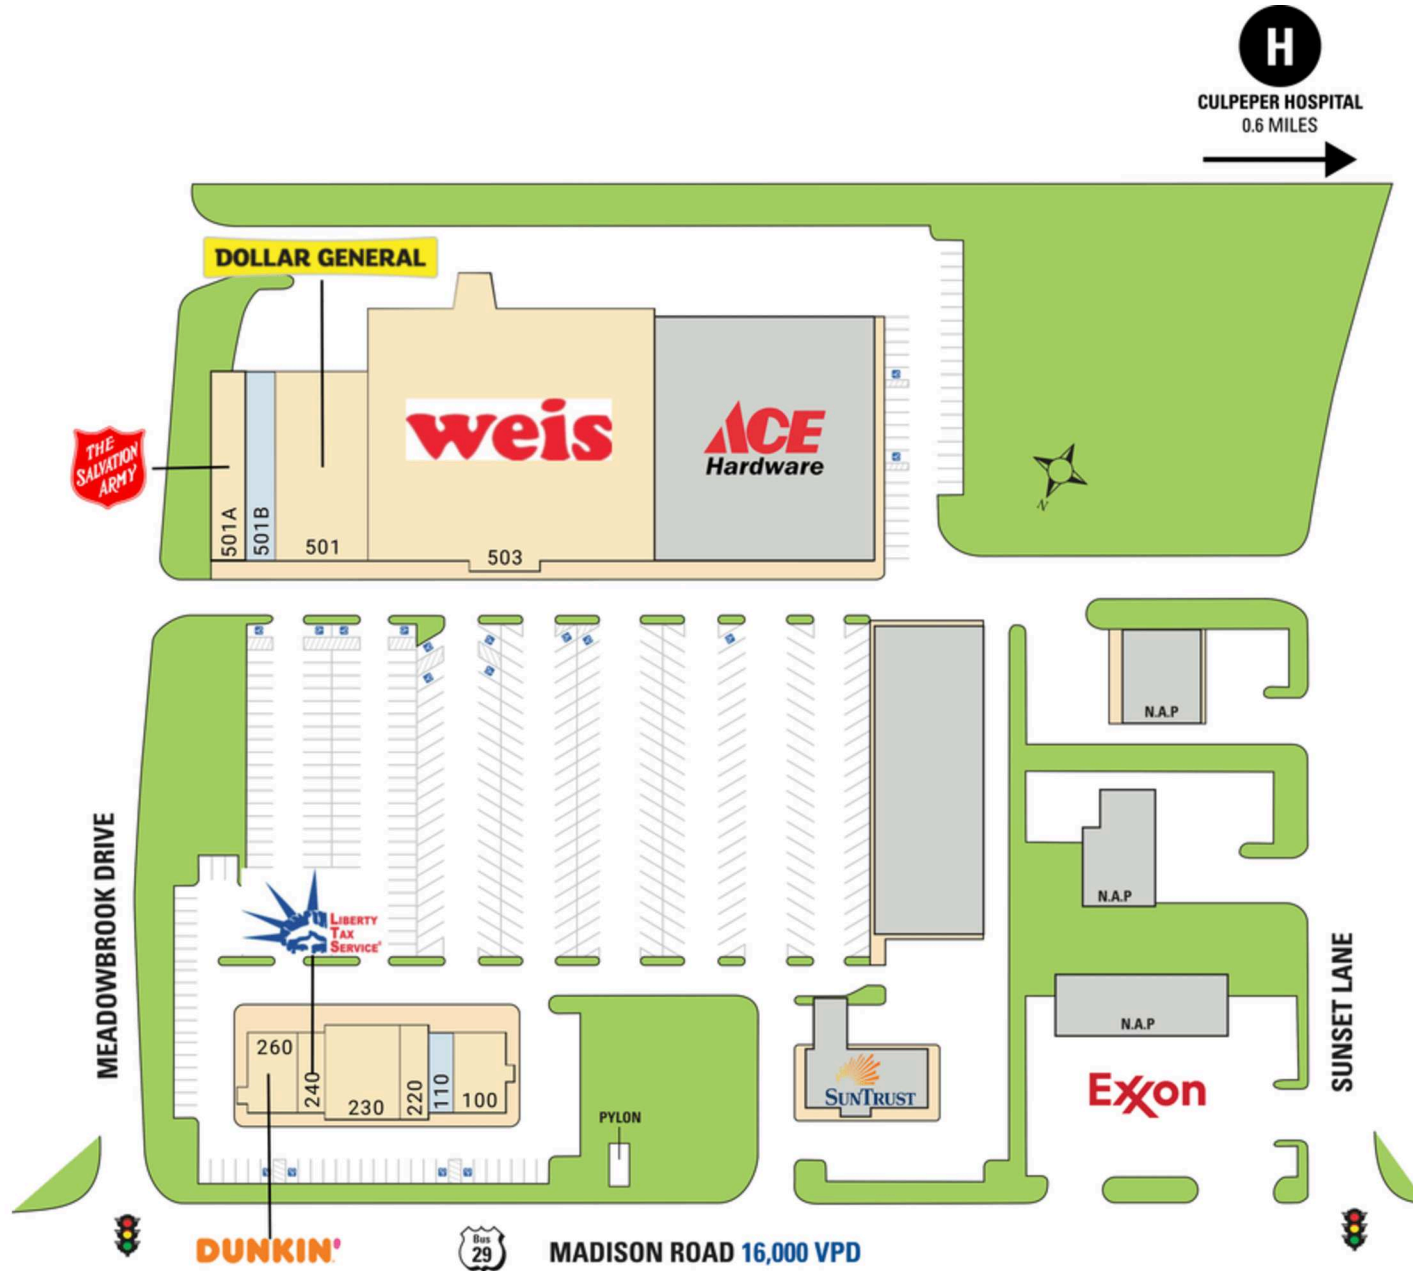 H
CULPEPER HOSPITAL
0.6 MILES
DOLLAR GENERAL
weis
ACE
Hardware
THE
SALVATION
ARMY
501A
501B
501
503
N
N.A.P
N.A.P
N.A.P
MEADOWBROOK DRIVE
SUNSET LANE
LIBERTY
TAX
SERVICE
260
240
230
220
110
100
SUNTRUST
EXXON
PYLON
DUNKIN'
Bus
29
MADISON ROAD 16,000 VPD